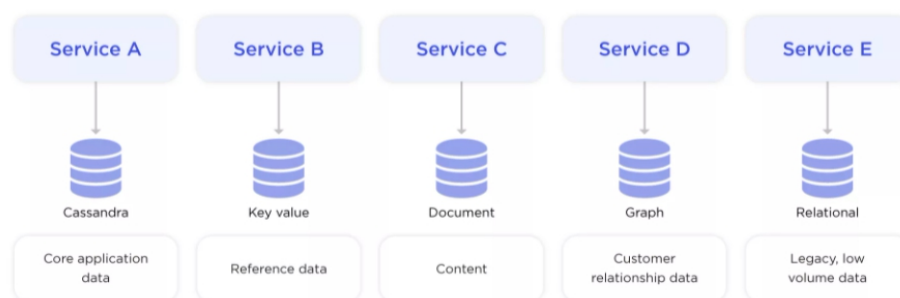 Service A
Service B
Service C
Service D
Service E
Cassandra
Key value
Document
Graph
Relational
Core application
data
Reference data
Content
Customer
relationship data
Legacy, low
volume data